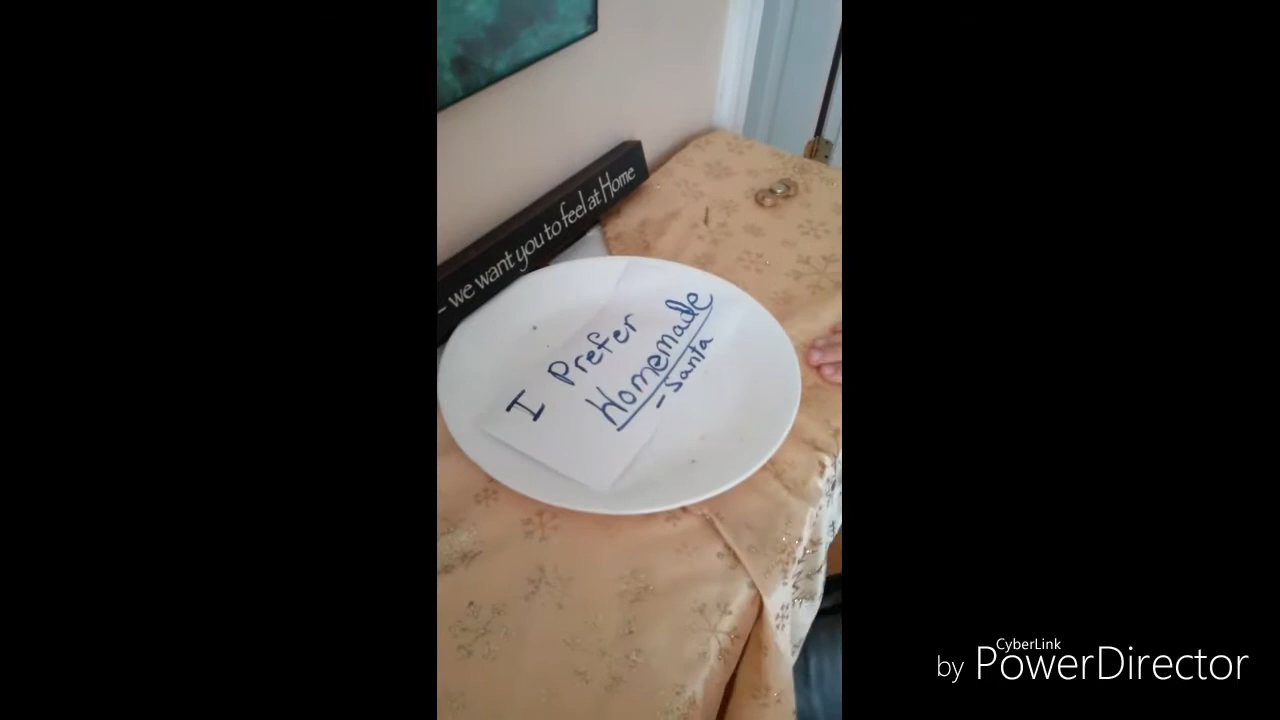 - we want you to feel at Home
I Prefer
Homemade
- Santa
CyberLink
by PowerDirector